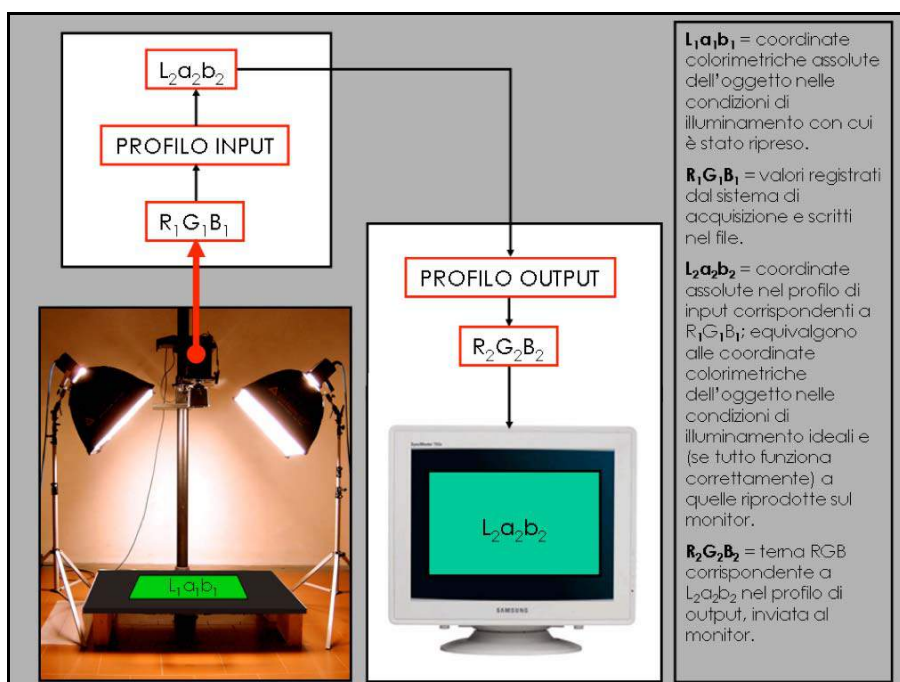 L₂a₂b₂
PROFILO INPUT
R₁G₁B₁
L₁a₁b₁
PROFILO OUTPUT
R₂G₂B₂
L₂a₂b₂
SAMSUNG
L₁a₁b₁ = coordinate
colorimetriche assolute
dell'oggetto nelle
condizioni di
illuminamento con cui
è stato ripreso.
R₁G₁B₁ = valori registrati
dal sistema di
acquisizione e scritti
nel file.
L₂a₂b₂ = coordinate
assolute nel profilo di
input corrispondenti a
R₁G₁B₁; equivalgono
alle coordinate
colorimetriche
dell'oggetto nelle
condizioni di
illuminamento ideali e
(se tutto funziona
correttamente) a
quelle riprodotte sul
monitor.
R₂G₂B₂ = terna RGB
corrispondente a
L₂a₂b₂ nel profilo di
output, inviata al
monitor.